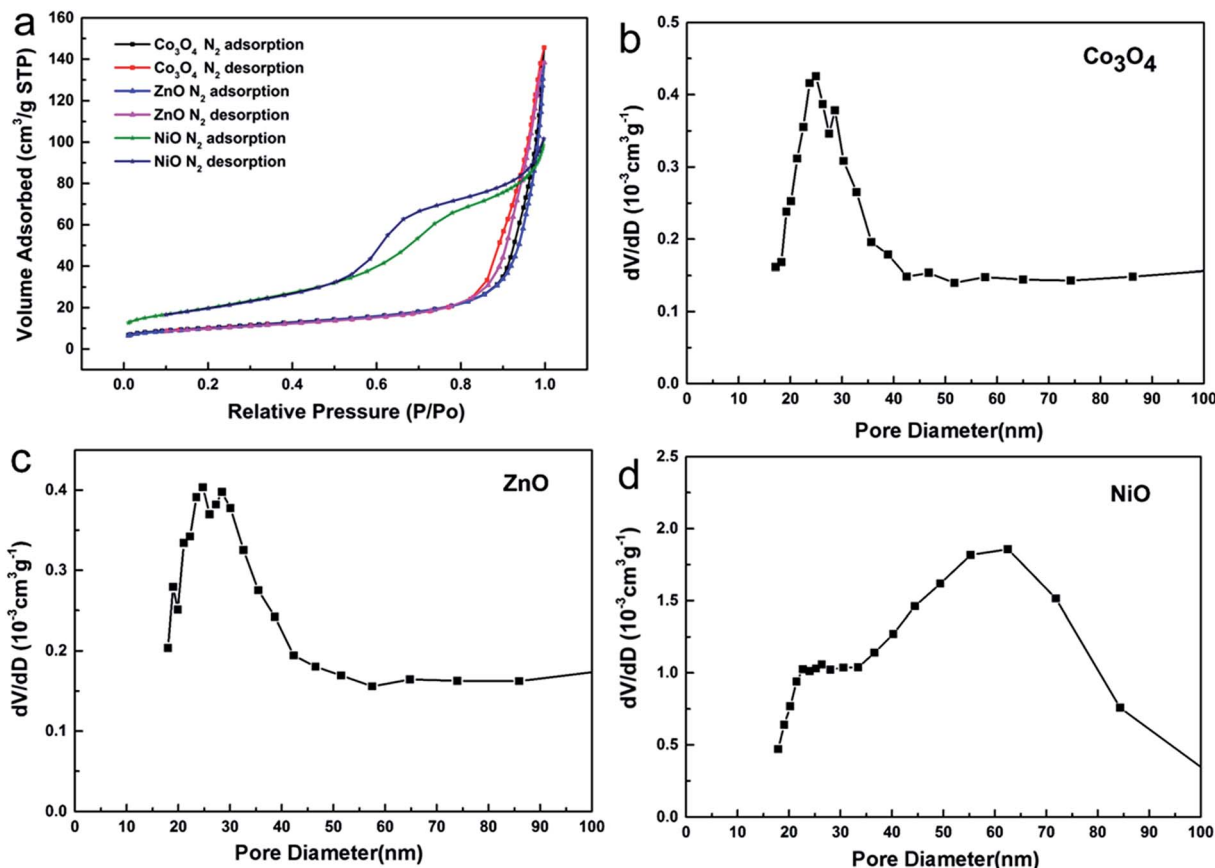 a
160
140
120
100
80
60
40
20
0
Volume Adsorbed (cm³/g STP)
Co₃O₄ N₂ adsorption
Co₃O₄ N₂ desorption
ZnO N₂ adsorption
ZnO N₂ desorption
NiO N₂ adsorption
NiO N₂ desorption
0.0 0.2 0.4 0.6 0.8 1.0
Relative Pressure (P/Po)
b
Co₃O₄
0.5
0.4
0.3
0.2
0.1
0.0
dV/dD (10⁻³cm³g⁻¹)
0 10 20 30 40 50 60 70 80 90 100
Pore Diameter(nm)
c
ZnO
0.4
0.3
0.2
0.1
0.0
dV/dD (10⁻³cm³g⁻¹)
0 10 20 30 40 50 60 70 80 90 100
Pore Diameter(nm)
d
NiO
2.5
2.0
1.5
1.0
0.5
0.0
dV/dD (10⁻³cm³g⁻¹)
0 10 20 30 40 50 60 70 80 90 100
Pore Diameter(nm)